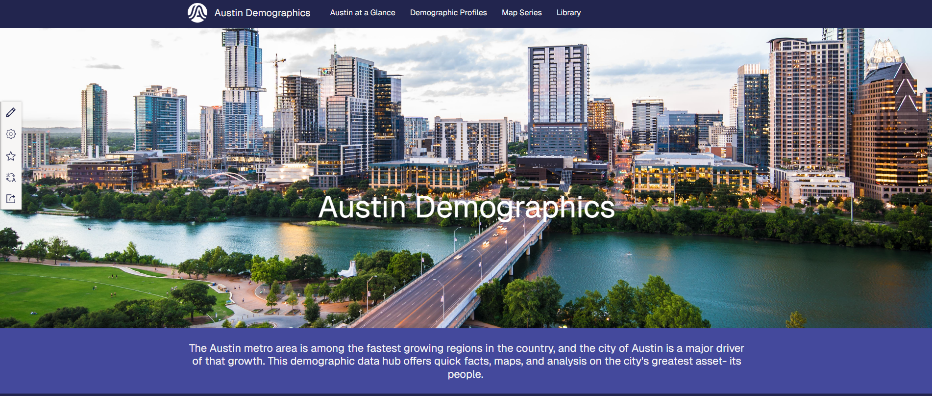 Austin Demographics
Austin at a Glance
Demographic Profiles
Map Series
Library
Austin Demographics
The Austin metro area is among the fastest growing regions in the country, and the city of Austin is a major driver
of that growth. This demographic data hub offers quick facts, maps, and analysis on the city's greatest asset- its
people.